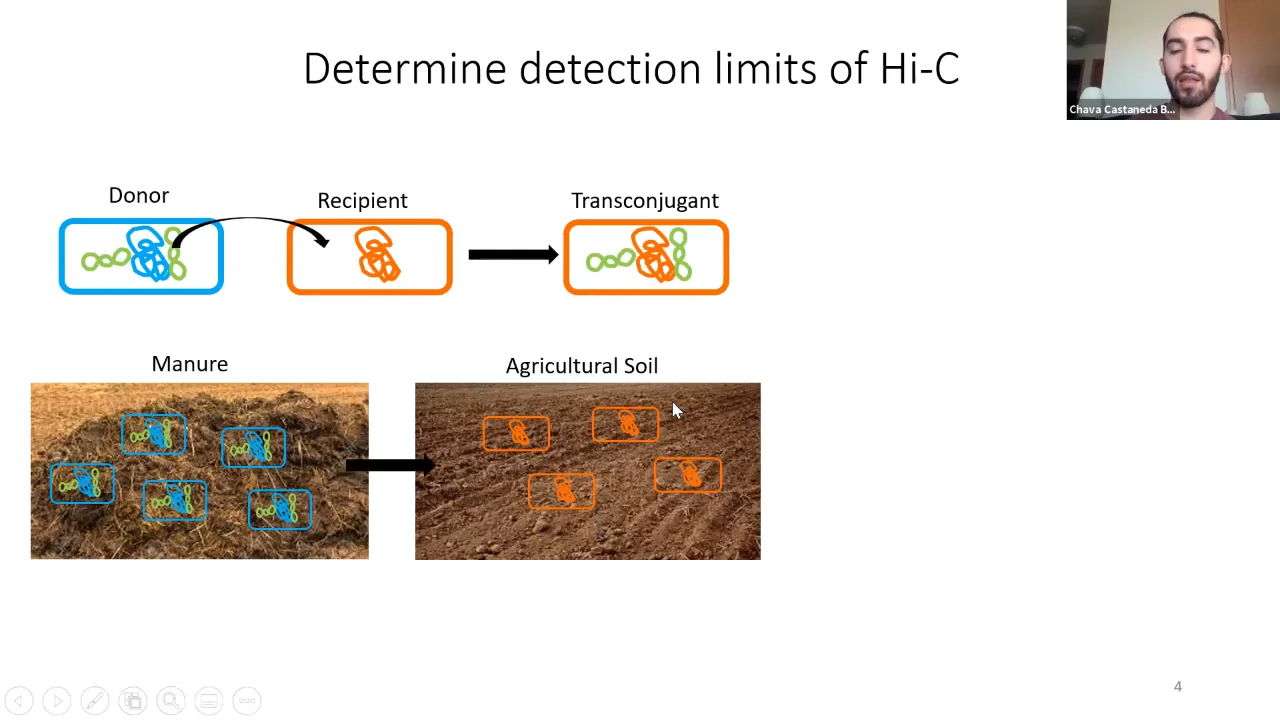 Determine detection limits of Hi-C
Chava Castaneda B...
Donor
Recipient
Transconjugant
Manure
Agricultural Soil
4